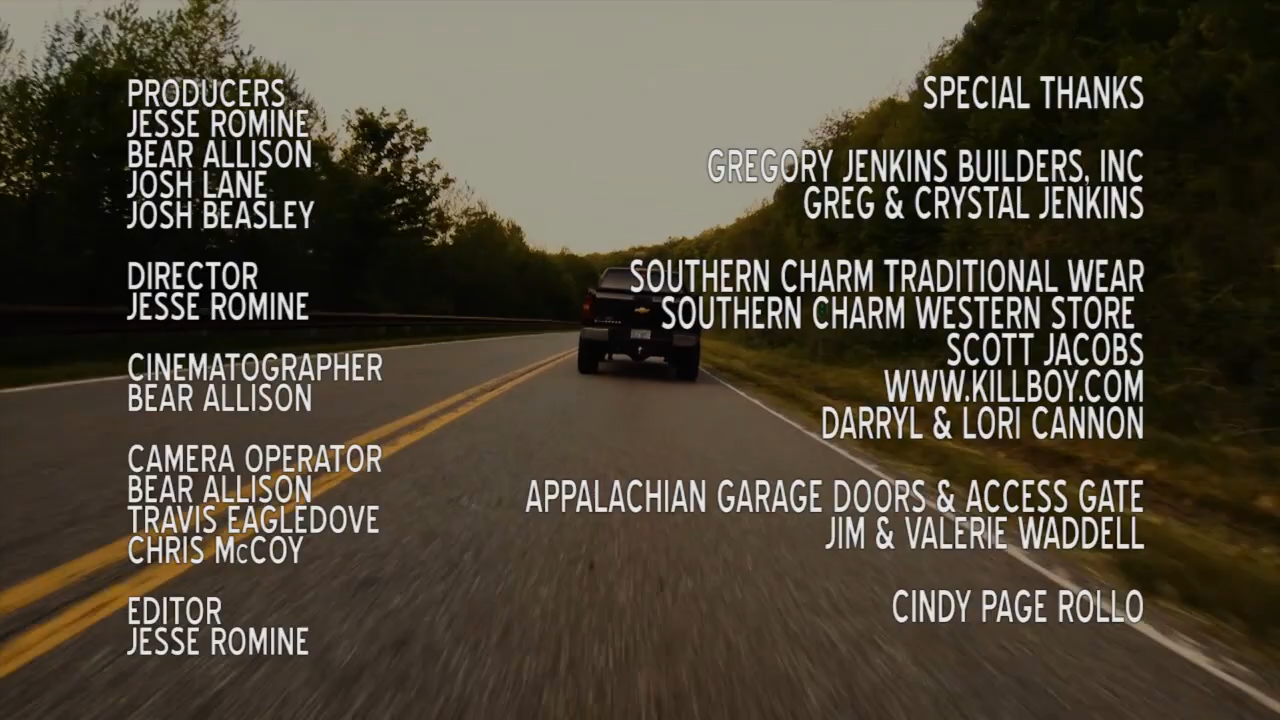 PRODUCERS
JESSE ROMINE
BEAR ALLISON
JOSH LANE
JOSH BEASLEY
DIRECTOR
JESSE ROMINE
CINEMATOGRAPHER
BEAR ALLISON
CAMERA OPERATOR
BEAR ALLISON
TRAVIS EAGLEDOVE
CHRIS McCOY
EDITOR
JESSE ROMINE
SPECIAL THANKS
GREGORY JENKINS BUILDERS, INC
GREG & CRYSTAL JENKINS
SOUTHERN CHARM TRADITIONAL WEAR
SOUTHERN CHARM WESTERN STORE
SCOTT JACOBS
WWW.KILLBOY.COM
DARRYL & LORI CANNON
APPALACHIAN GARAGE DOORS & ACCESS GATE
JIM & VALERIE WADDELL
CINDY PAGE ROLLO